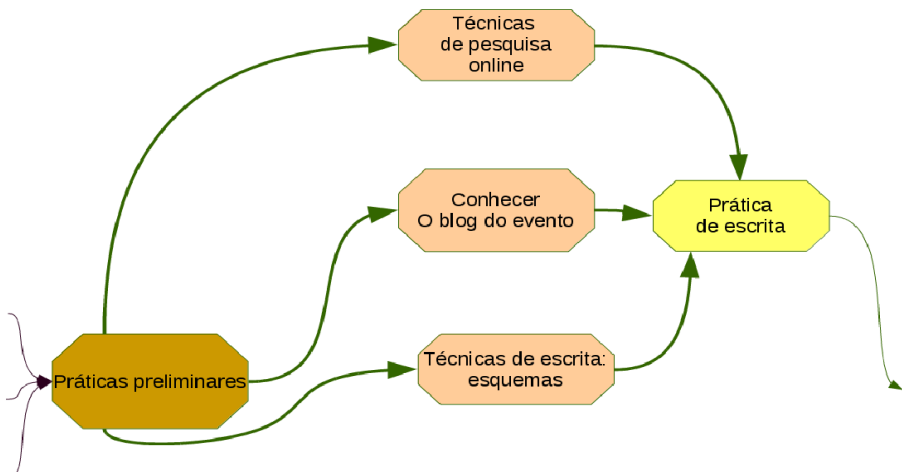 Técnicas
de pesquisa
online
Conhecer
O blog do evento
Prática
de escrita
Técnicas de escrita:
esquemas
Práticas preliminares